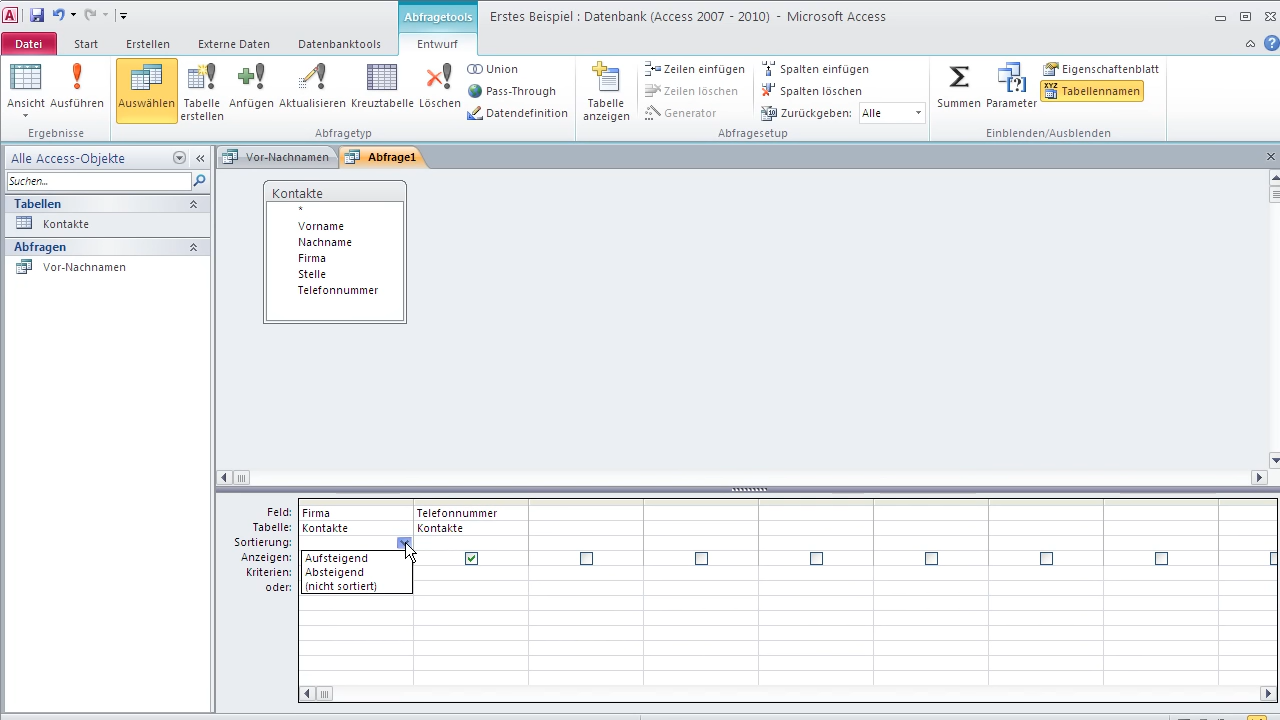 Abfragetools
Erstes Beispiel : Datenbank (Access 2007 - 2010) - Microsoft Access
Datei Start Erstellen Externe Daten Datenbanktools Entwurf
Ansicht
Ausführen
Ergebnisse
Auswählen
Tabelle
erstellen
Anfügen
Aktualisieren
Kreuztabelle
Löschen
Union
Pass-Through
Datendefinition
Abfragetyp
Tabelle
anzeigen
Zeilen einfügen
Zeilen löschen
Generator
Spalten einfügen
Spalten löschen
Zurückgeben: Alle
Abfragesetup
Summen
Parameter
Eigenschaftenblatt
XYZ Tabellennamen
Einblenden/Ausblenden
Alle Access-Objekte
Suchen...
Tabellen
Kontakte
Abfragen
Vor-Nachnamen
Vor-Nachnamen Abfrage1
Kontakte
*
Vorname
Nachname
Firma
Stelle
Telefonnummer
Feld: Firma Telefonnummer
Tabelle: Kontakte Kontakte
Sortierung:
Anzeigen: Aufsteigend
Kriterien: Absteigend
oder: (nicht sortiert)